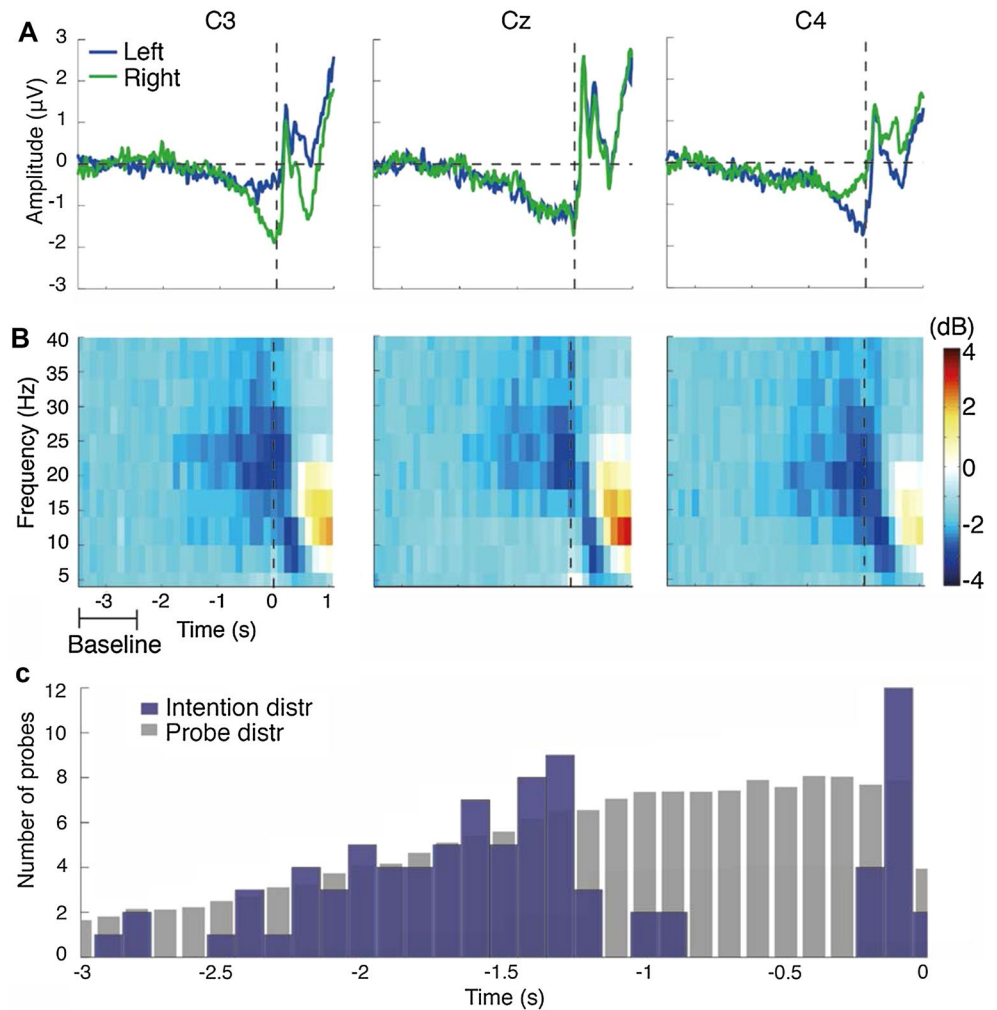 A
C3
Cz
C4
3
2
1
0
-1
-2
-3
Amplitude (µV)
Left
Right
B
40
35
30
25
20
15
10
5
Frequency (Hz)
(dB)
4
2
0
-2
-4
-3 -2 -1 0 1
Time (s)
Baseline
c
12
10
8
6
4
2
0
Number of probes
Intention distr
Probe distr
-3 -2.5 -2 -1.5 -1 -0.5 0
Time (s)